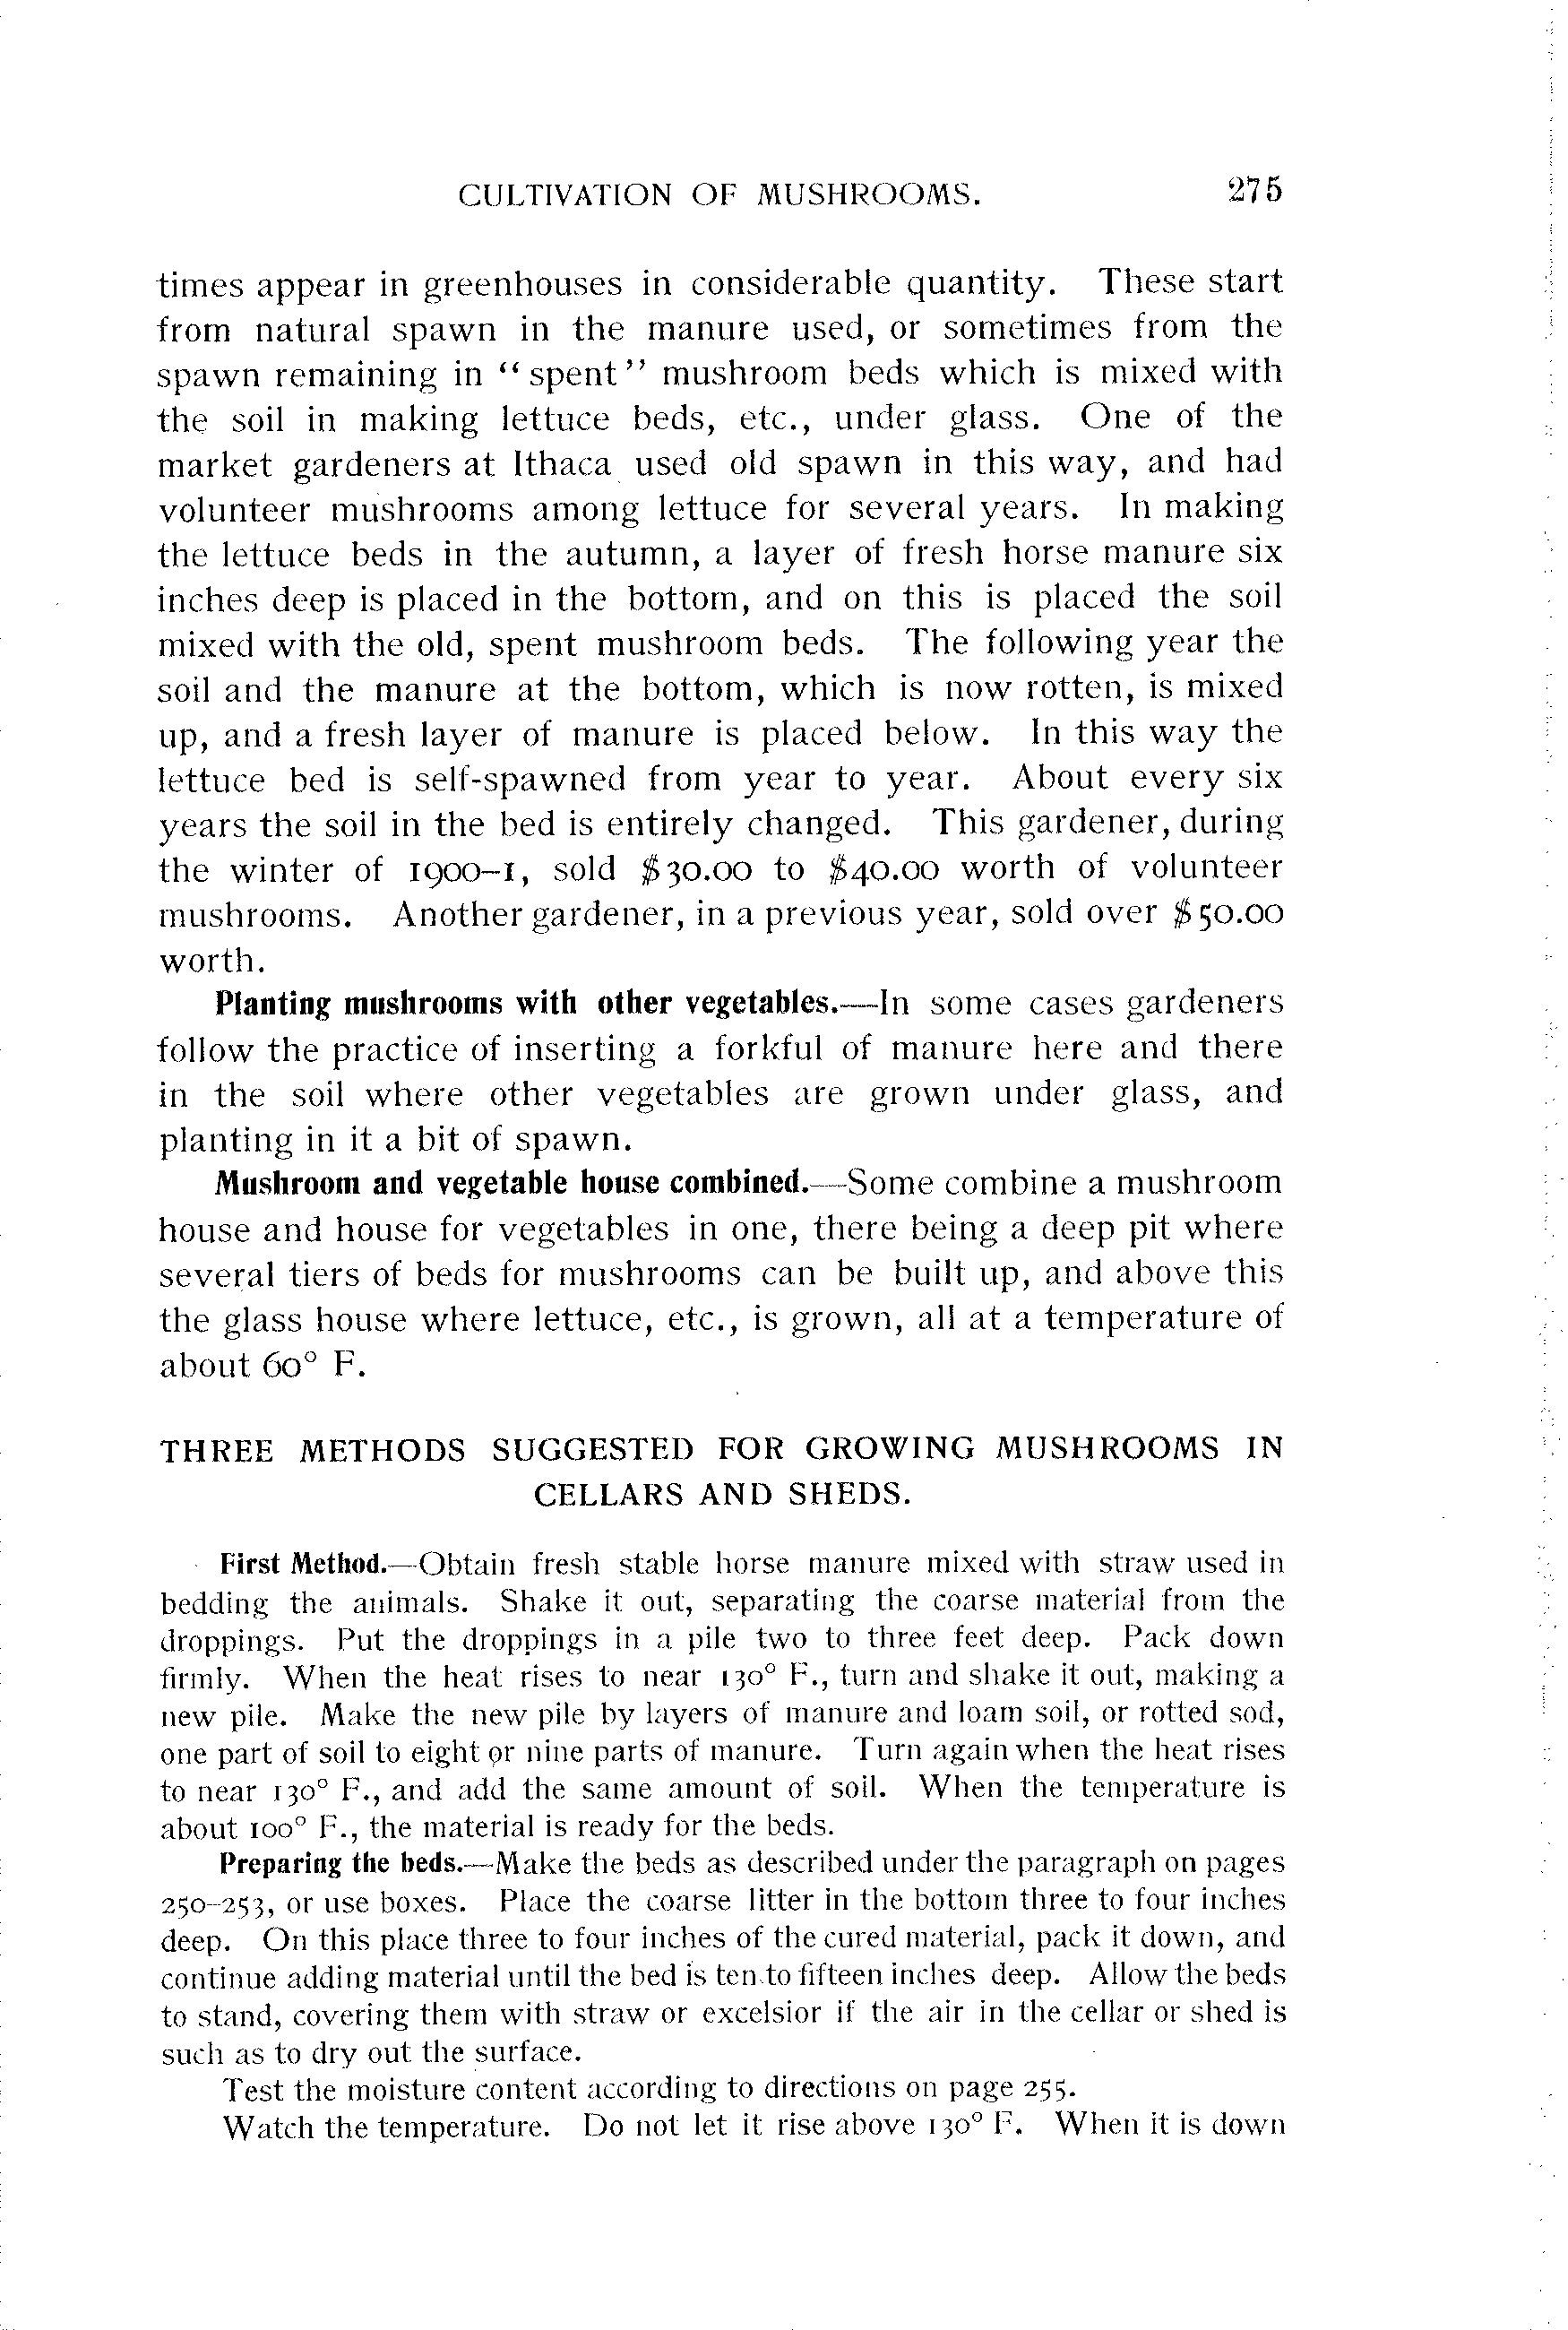 CULTIVATION OF MUSHROOMS. 275
times appear in greenhouses in considerable quantity. These start
from natural spawn in the manure used, or sometimes from the
spawn remaining in “spent” mushroom beds which is mixed with
the soil in making lettuce beds, etc., under glass. One of the
market gardeners at Ithaca used old spawn in this way, and had
volunteer mushrooms among lettuce for several years. In making
the lettuce beds in the autumn, a layer of fresh horse manure six
inches deep is placed in the bottom, and on this is placed the soil
mixed with the old, spent mushroom beds. The following year the
soil and the manure at the bottom, which is now rotten, is mixed
up, and a fresh layer of manure is placed below. In this way the
lettuce bed is self-spawned from year to year. About every six
years the soil in the bed is entirely changed. This gardener, during
the winter of 1900–1, sold $30.00 to $40.00 worth of volunteer
mushrooms. Another gardener, in a previous year, sold over $50.00
worth.
Planting mushrooms with other vegetables.—In some cases gardeners
follow the practice of inserting a forkful of manure here and there
in the soil where other vegetables are grown under glass, and
planting in it a bit of spawn.
Mushroom and vegetable house combined.—Some combine a mushroom
house and house for vegetables in one, there being a deep pit where
several tiers of beds for mushrooms can be built up, and above this
the glass house where lettuce, etc., is grown, all at a temperature of
about 60° F.
THREE METHODS SUGGESTED FOR GROWING MUSHROOMS IN
CELLARS AND SHEDS.
First Method.—Obtain fresh stable horse manure mixed with straw used in
bedding the animals. Shake it out, separating the coarse material from the
droppings. Put the droppings in a pile two to three feet deep. Pack down
firmly. When the heat rises to near 130° F., turn and shake it out, making a
new pile. Make the new pile by layers of manure and loam soil, or rotted sod,
one part of soil to eight or nine parts of manure. Turn again when the heat rises
to near 130° F., and add the same amount of soil. When the temperature is
about 100° F., the material is ready for the beds.
Preparing the beds.—Make the beds as described under the paragraph on pages
250–253, or use boxes. Place the coarse litter in the bottom three to four inches
deep. On this place three to four inches of the cured material, pack it down, and
continue adding material until the bed is ten to fifteen inches deep. Allow the beds
to stand, covering them with straw or excelsior if the air in the cellar or shed is
such as to dry out the surface.
Test the moisture content according to directions on page 255.
Watch the temperature. Do not let it rise above 130° F. When it is down